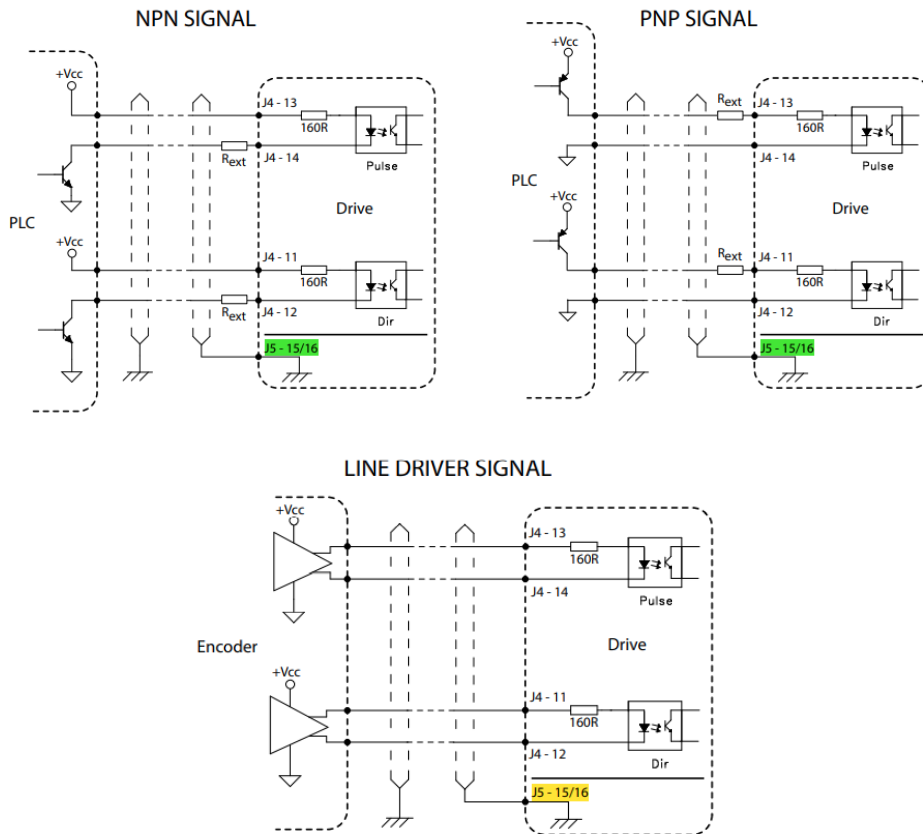 NPN SIGNAL
+Vcc
J4 - 13
160R
Rext
J4 - 14
Pulse
PLC
Drive
+Vcc
J4 - 11
160R
Rext
J4 - 12
Dir
J5 - 15/16
PNP SIGNAL
+Vcc
Rext
J4 - 13
160R
J4 - 14
Pulse
PLC
+Vcc
Drive
Rext
J4 - 11
160R
J4 - 12
Dir
J5 - 15/16
LINE DRIVER SIGNAL
+Vcc
J4 - 13
160R
J4 - 14
Pulse
Encoder
Drive
+Vcc
J4 - 11
160R
J4 - 12
Dir
J5 - 15/16